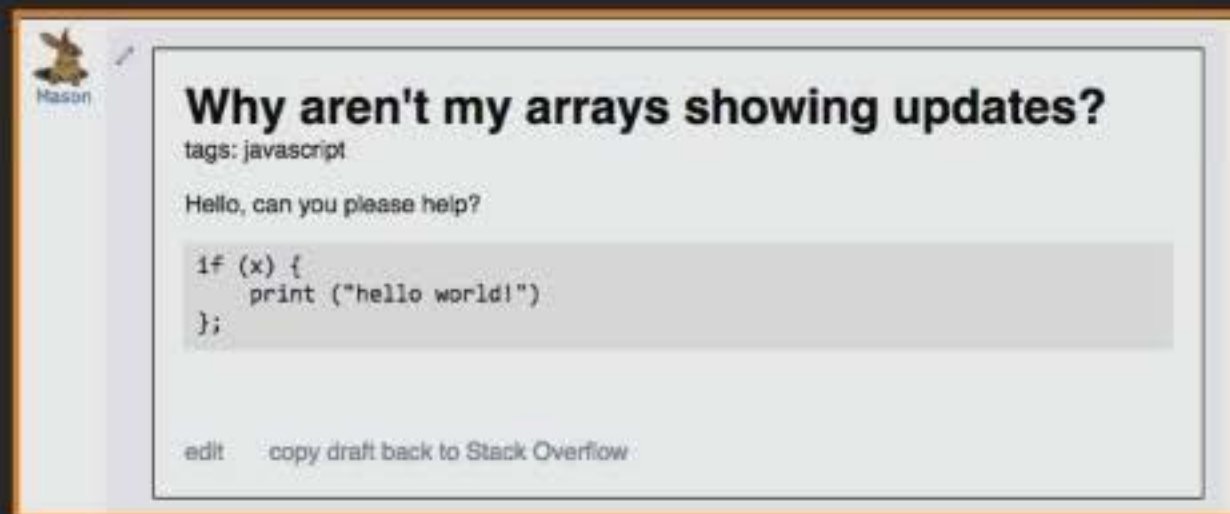 Mason
Why aren't my arrays showing updates?
tags: javascript
Hello, can you please help?
if (x) {
    print ("hello world!")
};
edit copy draft back to Stack Overflow